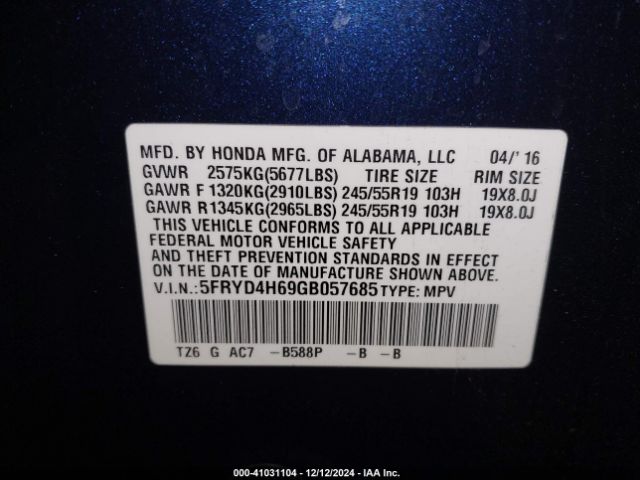 MFD. BY HONDA MFG. OF ALABAMA, LLC 04/' 16
GVWR 2575KG(5677LBS) TIRE SIZE RIM SIZE
GAWR F 1320KG(2910LBS) 245/55R19 103H 19X8.0J
GAWR R1345KG(2965LBS) 245/55R19 103H 19X8.0J
THIS VEHICLE CONFORMS TO ALL APPLICABLE
FEDERAL MOTOR VEHICLE SAFETY
AND THEFT PREVENTION STANDARDS IN EFFECT
ON THE DATE OF MANUFACTURE SHOWN ABOVE.
V.I.N.:5FRYD4H69GB057685TYPE: MPV
TZ6 G AC7 -B588P -B -B
000-41031104 - 12/12/2024 - IAA Inc.